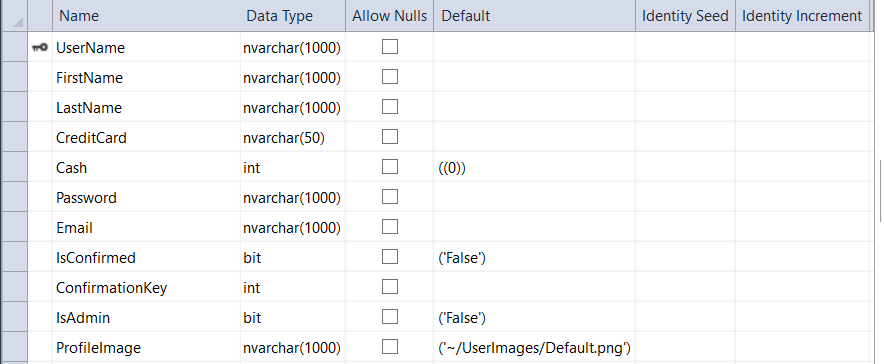 Name Data Type Allow Nulls Default Identity Seed Identity Increment
UserName nvarchar(1000)
FirstName nvarchar(1000)
LastName nvarchar(1000)
CreditCard nvarchar(50)
Cash int ((0))
Password nvarchar(1000)
Email nvarchar(1000)
IsConfirmed bit ('False')
ConfirmationKey int
IsAdmin bit ('False')
ProfileImage nvarchar(1000) ('~/UserImages/Default.png')